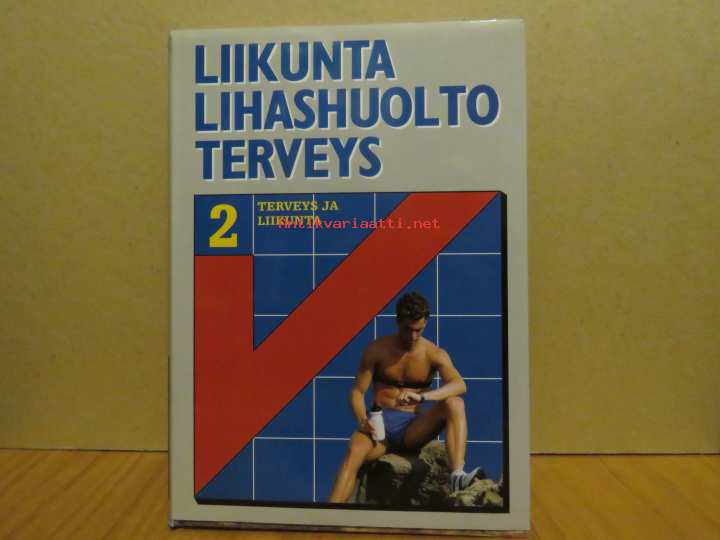 LIIKUNTA
LIHASHUOLTO
TERVEYS
2
TERVEYS JA
LIIKUNTA
antikvariaatti.net